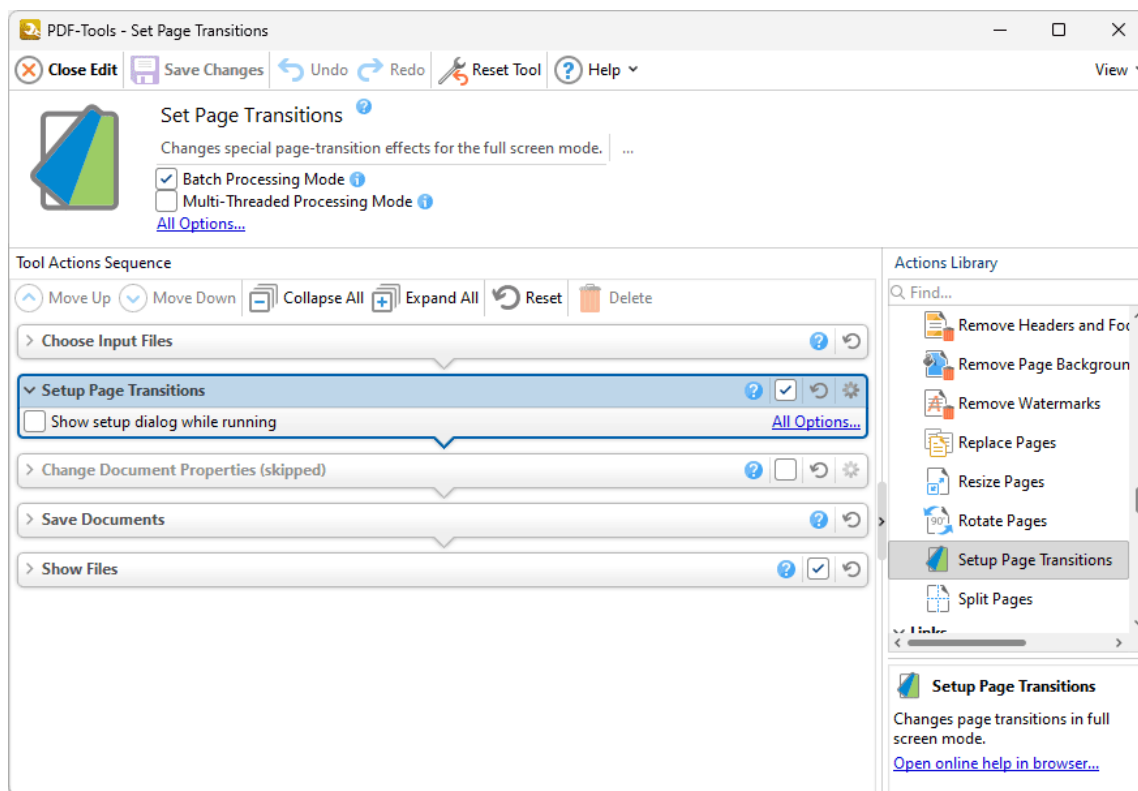 PDF-Tools - Set Page Transitions
Close Edit Save Changes Undo Redo Reset Tool Help View
Set Page Transitions
Changes special page-transition effects for the full screen mode. ...
Batch Processing Mode
Multi-Threaded Processing Mode
All Options...
Tool Actions Sequence
Move Up Move Down Collapse All Expand All Reset Delete
Choose Input Files
Setup Page Transitions
Show setup dialog while running All Options...
Change Document Properties (skipped)
Save Documents
Show Files
Actions Library
Find...
Remove Headers and Foo
Remove Page Backgroun
Remove Watermarks
Replace Pages
Resize Pages
90° Rotate Pages
Setup Page Transitions
Split Pages
Links
Setup Page Transitions
Changes page transitions in full
screen mode.
Open online help in browser...